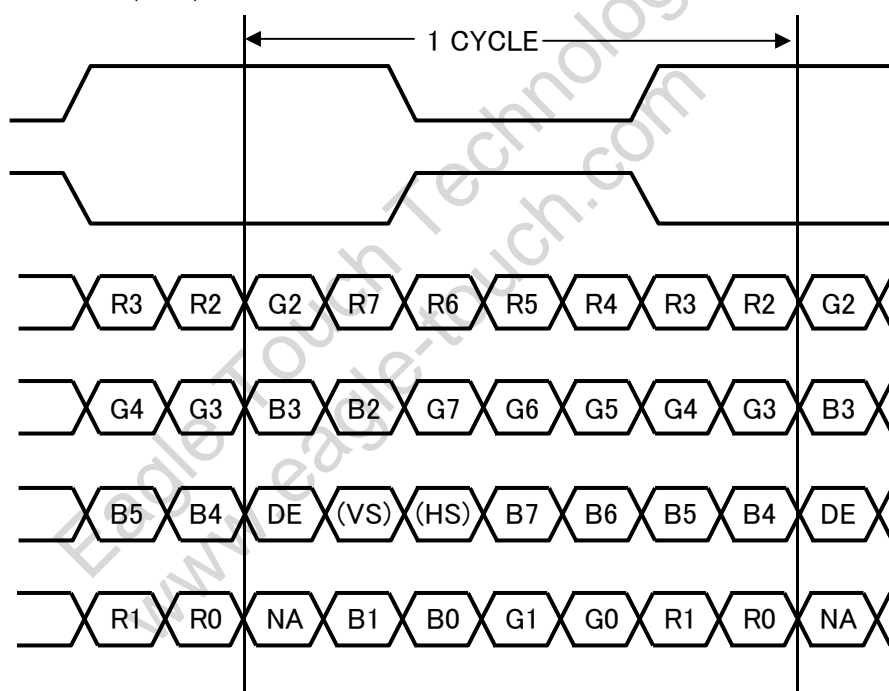 1 CYCLE
R3 R2 G2 R7 R6 R5 R4 R3 R2 G2
G4 G3 B3 B2 G7 G6 G5 G4 G3 B3
B5 B4 DE (VS) (HS) B7 B6 B5 B4 DE
R1 R0 NA B1 B0 G1 G0 R1 R0 NA
Eagle Touch Technolog
www.eagle-touch.com